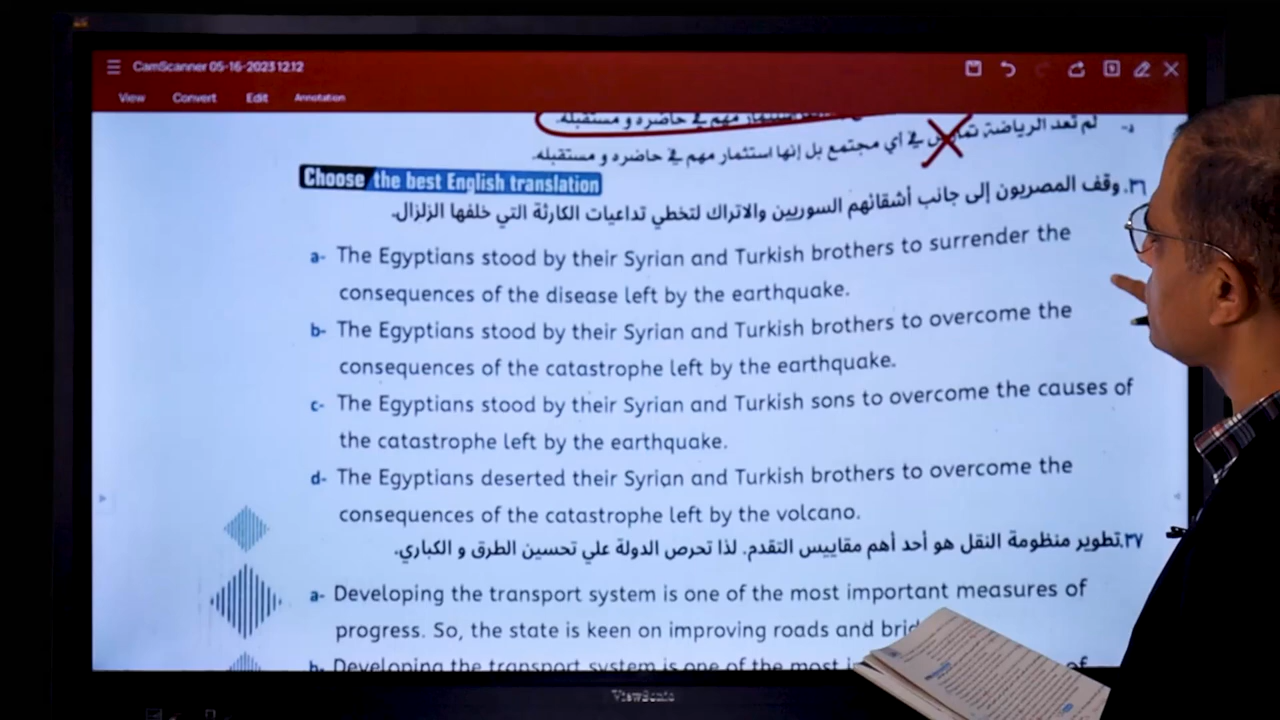 CamScanner 05-16-2023 12.12
View Convert Edit Annotation
مهم في حاضره و مستقبله.
د- لم تعد الرياضة تمارس في أي مجتمع بل إنها استثمار مهم في حاضره و مستقبله.
Choose the best English translation
٣٦. وقف المصريون إلى جانب أشقائهم السوريين والاتراك لتخطي تداعيات الكارثة التي خلفها الزلزال.
a- The Egyptians stood by their Syrian and Turkish brothers to surrender the
consequences of the disease left by the earthquake.
b- The Egyptians stood by their Syrian and Turkish brothers to overcome the
consequences of the catastrophe left by the earthquake.
c- The Egyptians stood by their Syrian and Turkish sons to overcome the causes of
the catastrophe left by the earthquake.
d- The Egyptians deserted their Syrian and Turkish brothers to overcome the
consequences of the catastrophe left by the volcano.
٣٧. تطوير منظومة النقل هو أحد أهم مقاييس التقدم. لذا تحرص الدولة علي تحسين الطرق و الكباري.
a- Developing the transport system is one of the most important measures of
progress. So, the state is keen on improving roads and
b- Developing the transport system is one of the most of
ViewSonic